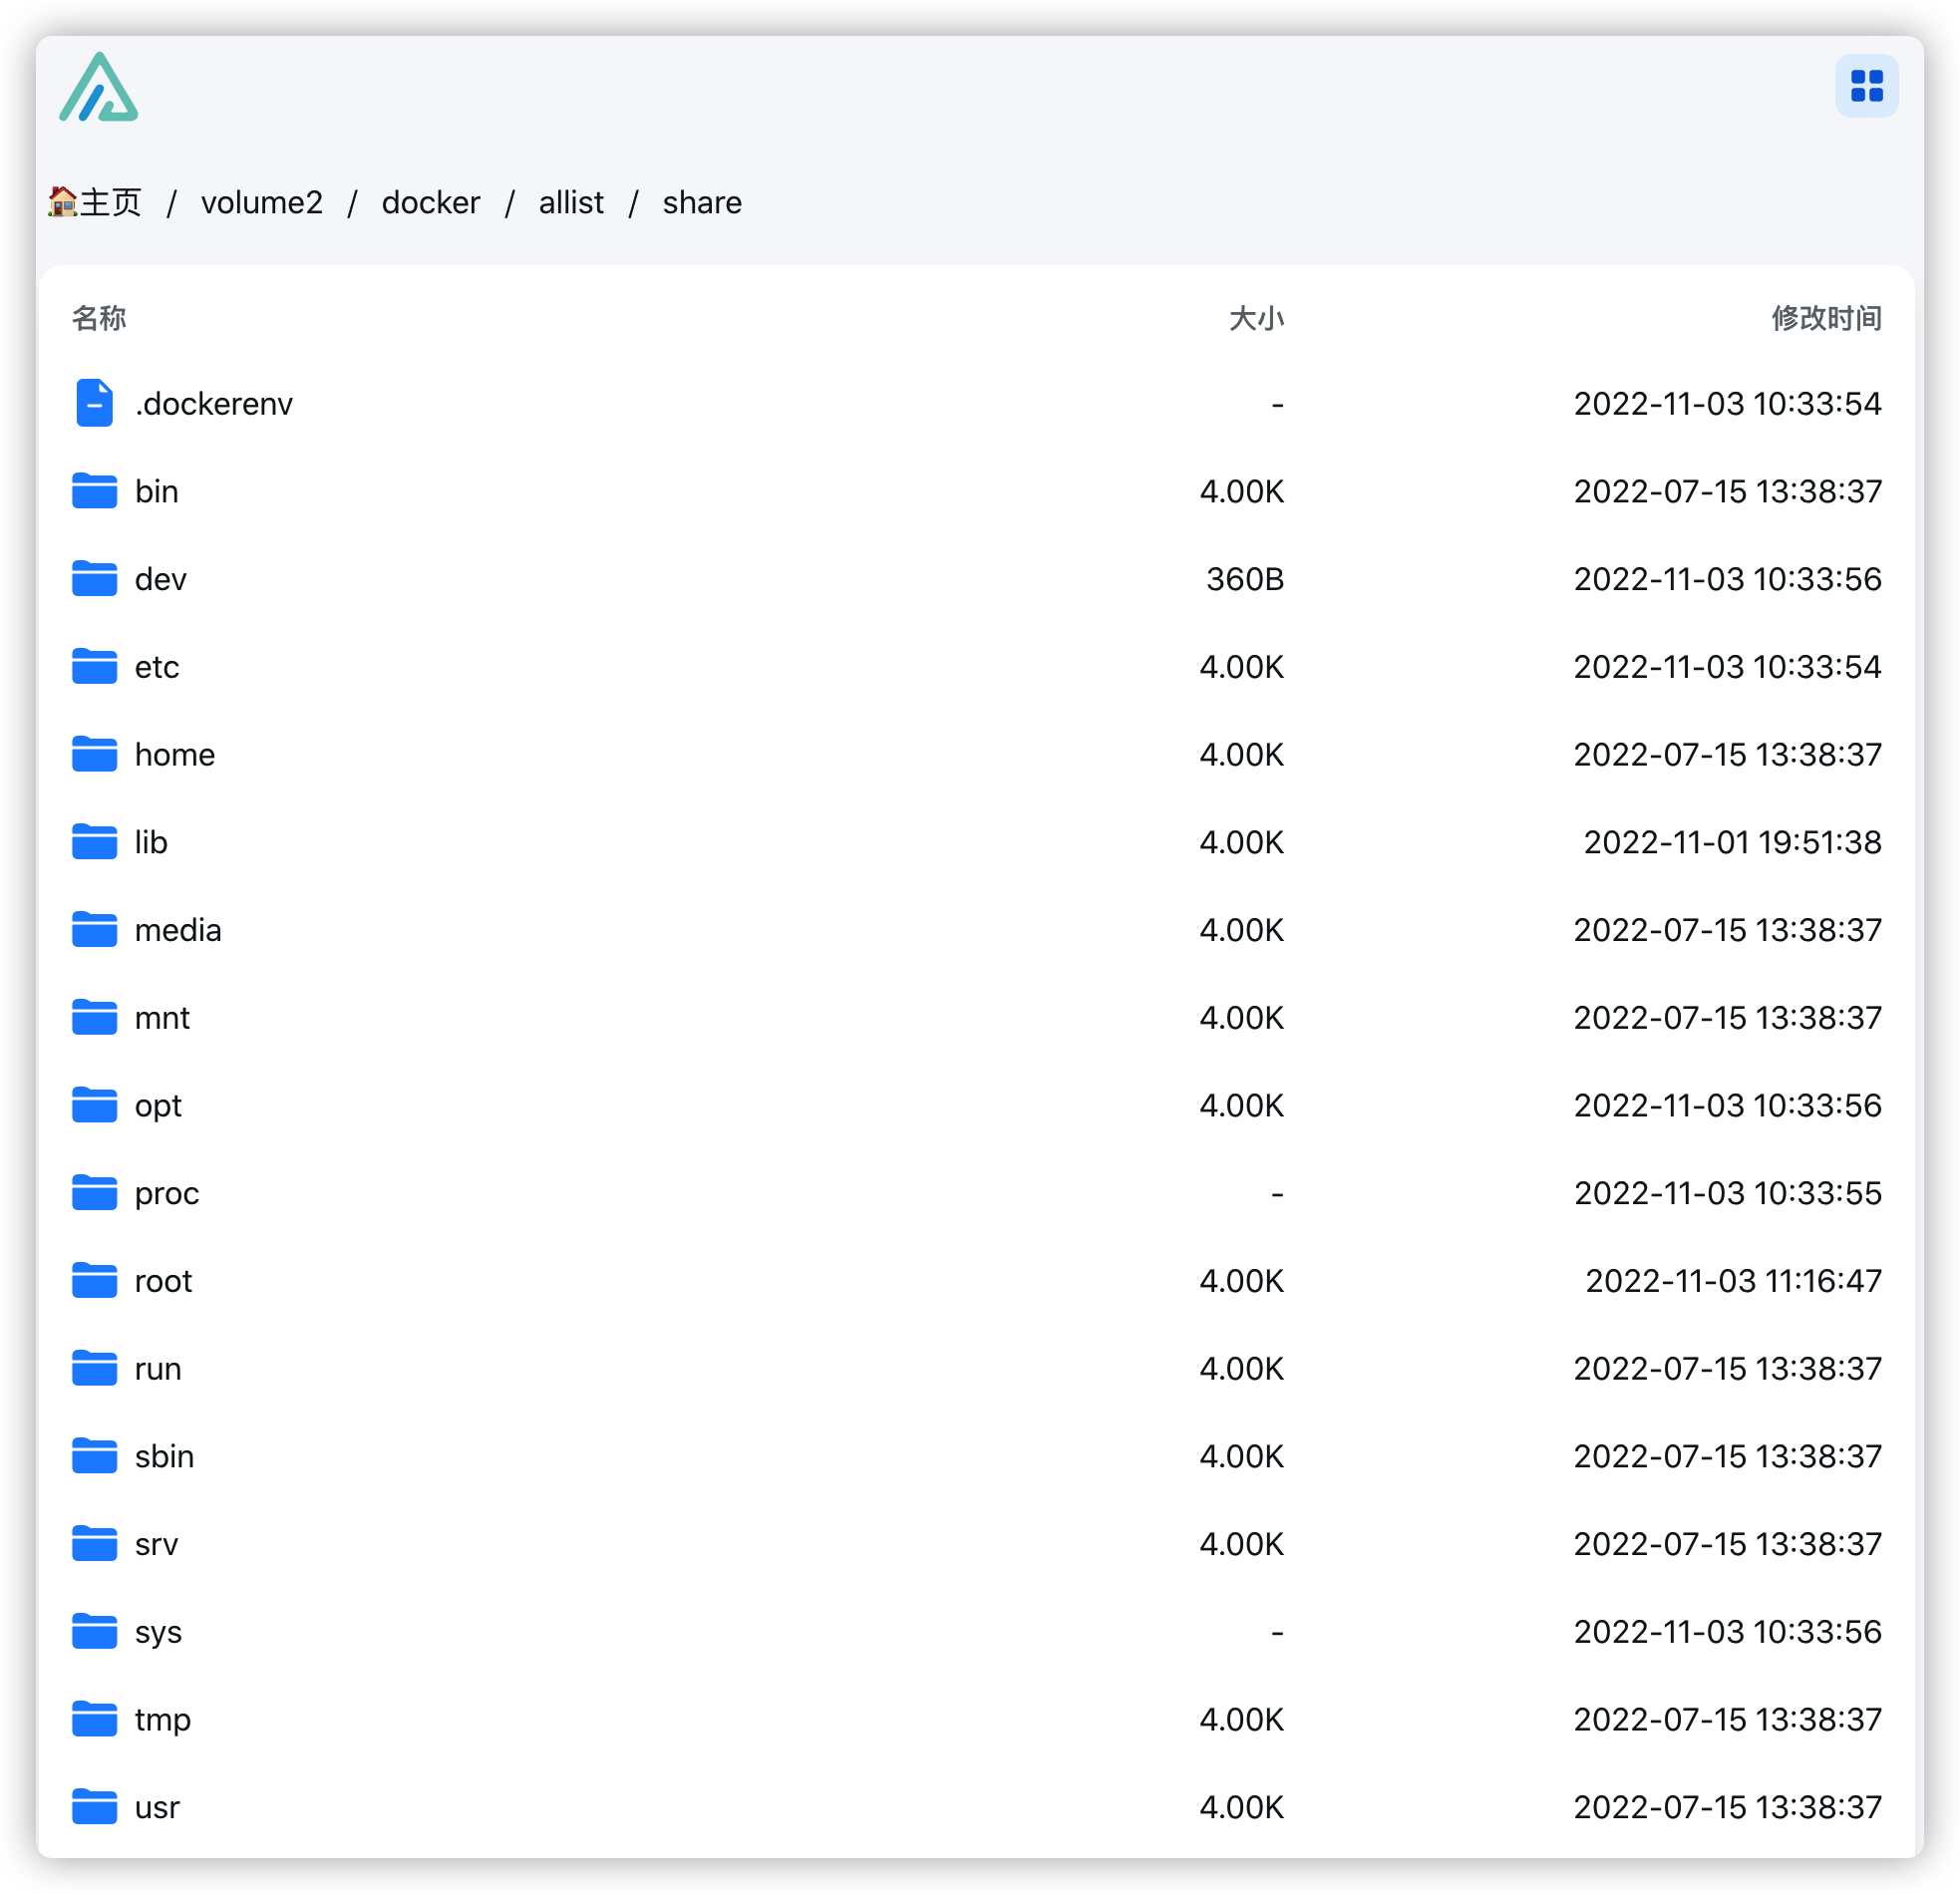 🏠主页 / volume2 / docker / allist / share
名称 大小 修改时间
.dockerenv - 2022-11-03 10:33:54
bin 4.00K 2022-07-15 13:38:37
dev 360B 2022-11-03 10:33:56
etc 4.00K 2022-11-03 10:33:54
home 4.00K 2022-07-15 13:38:37
lib 4.00K 2022-11-01 19:51:38
media 4.00K 2022-07-15 13:38:37
mnt 4.00K 2022-07-15 13:38:37
opt 4.00K 2022-11-03 10:33:56
proc - 2022-11-03 10:33:55
root 4.00K 2022-11-03 11:16:47
run 4.00K 2022-07-15 13:38:37
sbin 4.00K 2022-07-15 13:38:37
srv 4.00K 2022-07-15 13:38:37
sys - 2022-11-03 10:33:56
tmp 4.00K 2022-07-15 13:38:37
usr 4.00K 2022-07-15 13:38:37